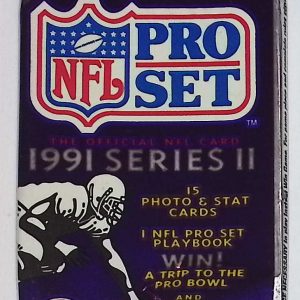 NFL
PRO
SET
TM
THE OFFICIAL NFL CARD
1991 SERIES II
15
PHOTO & STAT
CARDS
1 NFL PRO SET
PLAYBOOK
WIN!
A TRIP TO THE
PRO BOWL
AND